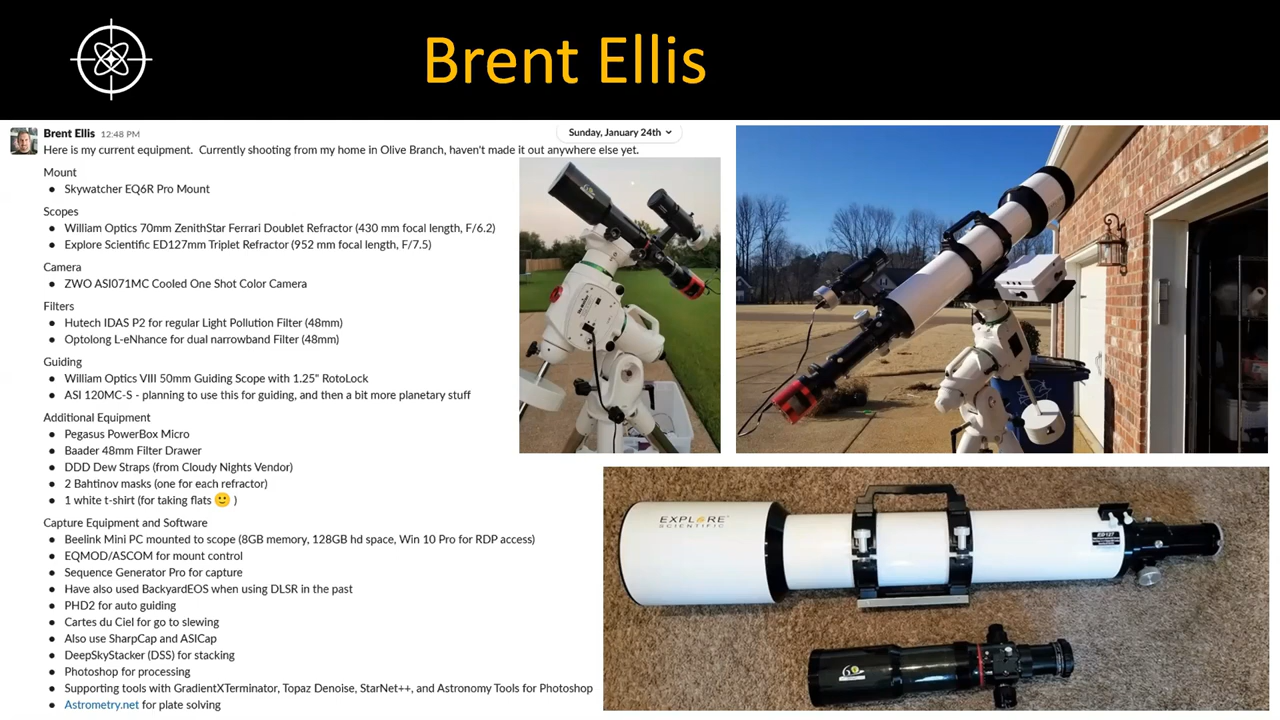 Brent Ellis
Brent Ellis 12:48 PM
Sunday, January 24th
Here is my current equipment. Currently shooting from my home in Olive Branch, haven't made it out anywhere else yet.
Mount
• Skywatcher EQ6R Pro Mount
Scopes
• William Optics 70mm ZenithStar Ferrari Doublet Refractor (430 mm focal length, F/6.2)
• Explore Scientific ED127mm Triplet Refractor (952 mm focal length, F/7.5)
Camera
• ZWO ASI071MC Cooled One Shot Color Camera
Filters
• Hutech IDAS P2 for regular Light Pollution Filter (48mm)
• Optolong L-eNhance for dual narrowband Filter (48mm)
Guiding
• William Optics VIII 50mm Guiding Scope with 1.25" RotoLock
• ASI 120MC-S - planning to use this for guiding, and then a bit more planetary stuff
Additional Equipment
• Pegasus PowerBox Micro
• Baader 48mm Filter Drawer
• DDD Dew Straps (from Cloudy Nights Vendor)
• 2 Bahtinov masks (one for each refractor)
• 1 white t-shirt (for taking flats 🙂 )
Capture Equipment and Software
• Beelink Mini PC mounted to scope (8GB memory, 128GB hd space, Win 10 Pro for RDP access)
• EQMOD/ASCOM for mount control
• Sequence Generator Pro for capture
• Have also used BackyardEOS when using DLSR in the past
• PHD2 for auto guiding
• Cartes du Ciel for go to slewing
• Also use SharpCap and ASICap
• DeepSkyStacker (DSS) for stacking
• Photoshop for processing
• Supporting tools with GradientXTerminator, Topaz Denoise, StarNet++, and Astronomy Tools for Photoshop
• Astrometry.net for plate solving
EXPLORE
SCIENTIFIC
ED127